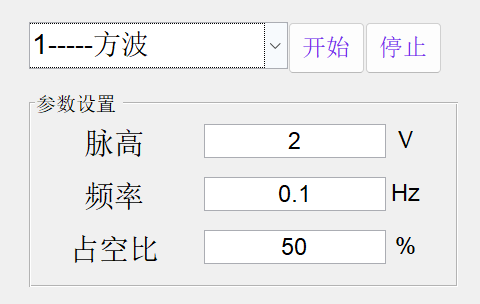 1-----方波 开始 停止
参数设置
脉高 2 V
频率 0.1 Hz
占空比 50 %